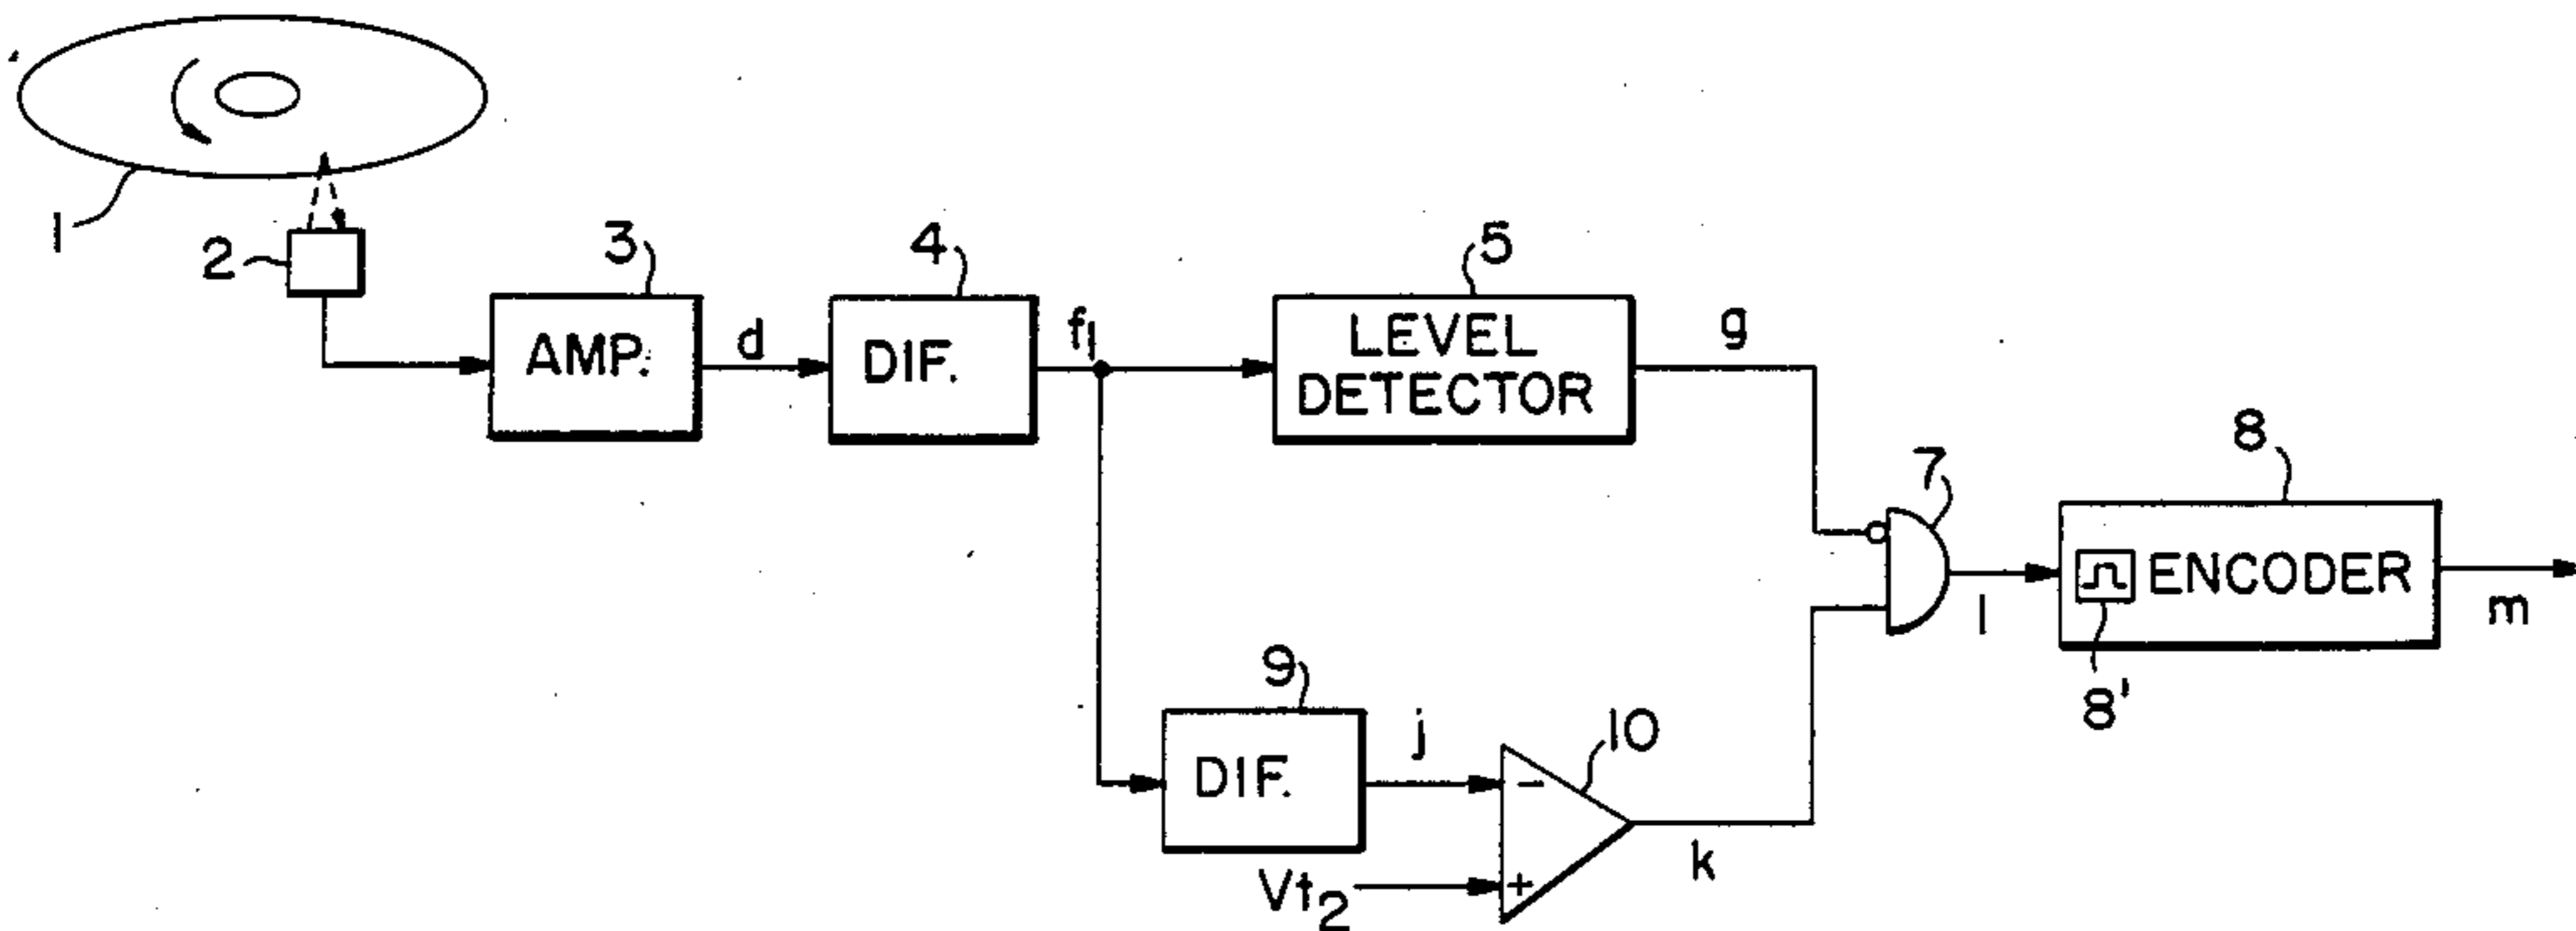 1
2
3
4
5
AMP.
d
DIF.
f1
LEVEL
DETECTOR
g
7
8
ENCODER
l
m
8'
9
DIF.
j
10
-
+
Vt2
k